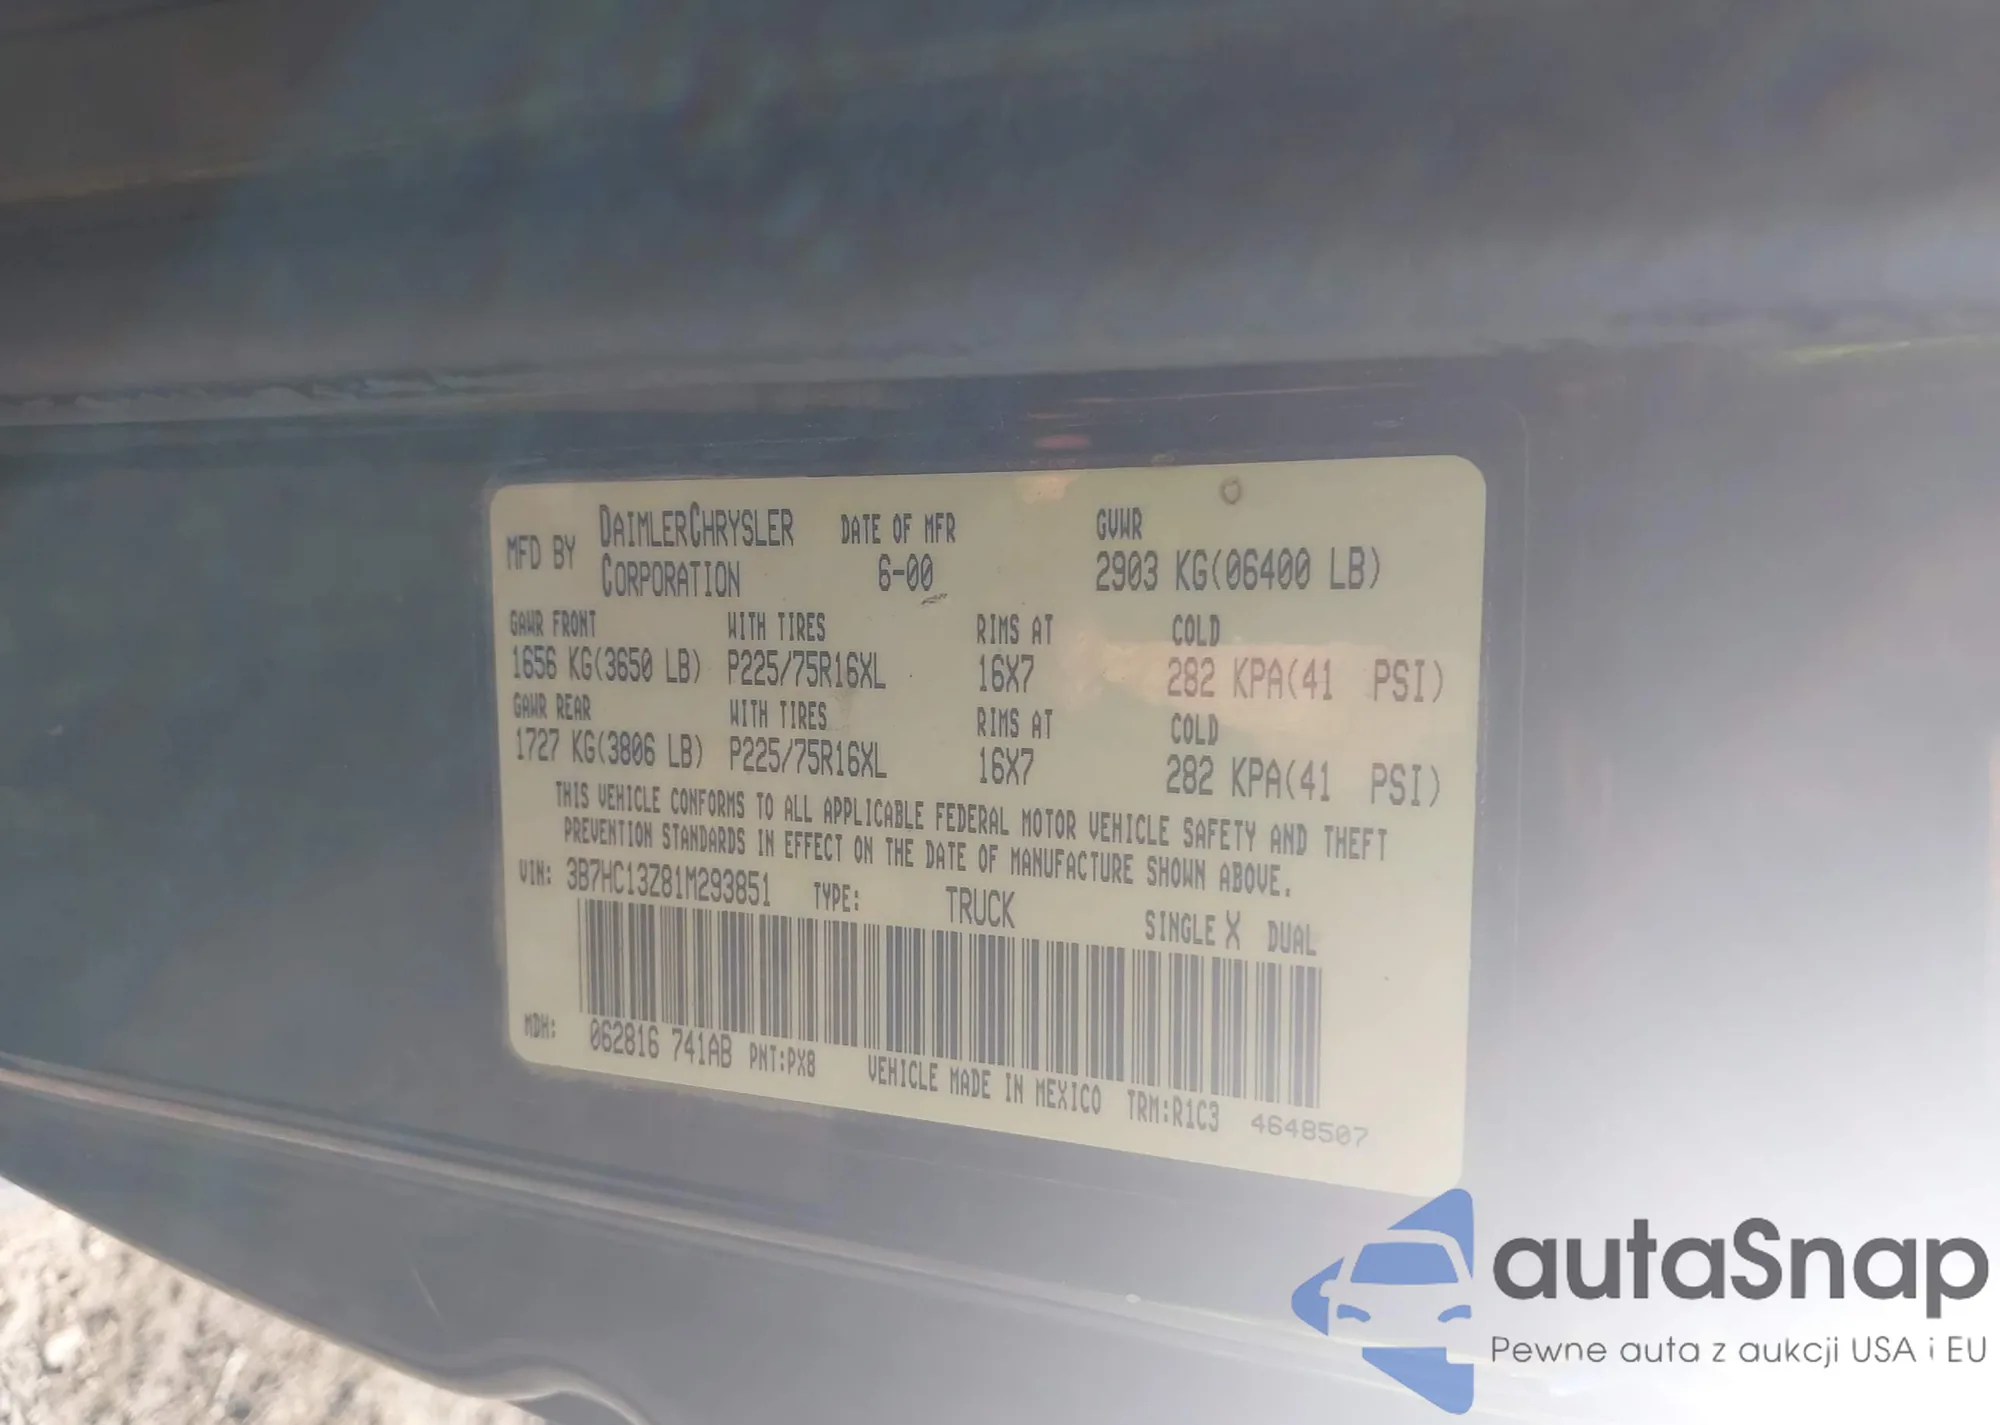 MFD BY DAIMLERCHRYSLER CORPORATION DATE OF MFR 6-00 GVWR 2903 KG(06400 LB)
GAWR FRONT WITH TIRES RIMS AT COLD
1656 KG(3650 LB) P225/75R16XL 16X7 282 KPA(41 PSI)
GAWR REAR WITH TIRES RIMS AT COLD
1727 KG(3806 LB) P225/75R16XL 16X7 282 KPA(41 PSI)
THIS VEHICLE CONFORMS TO ALL APPLICABLE FEDERAL MOTOR VEHICLE SAFETY AND THEFT
PREVENTION STANDARDS IN EFFECT ON THE DATE OF MANUFACTURE SHOWN ABOVE.
VIN: 3B7HC13Z81M293851 TYPE: TRUCK SINGLE X DUAL
MDH: 062816 741AB PNT:PX8 VEHICLE MADE IN MEXICO TRM:R1C3 4648507
autaSnap
Pewne auta z aukcji USA i EU